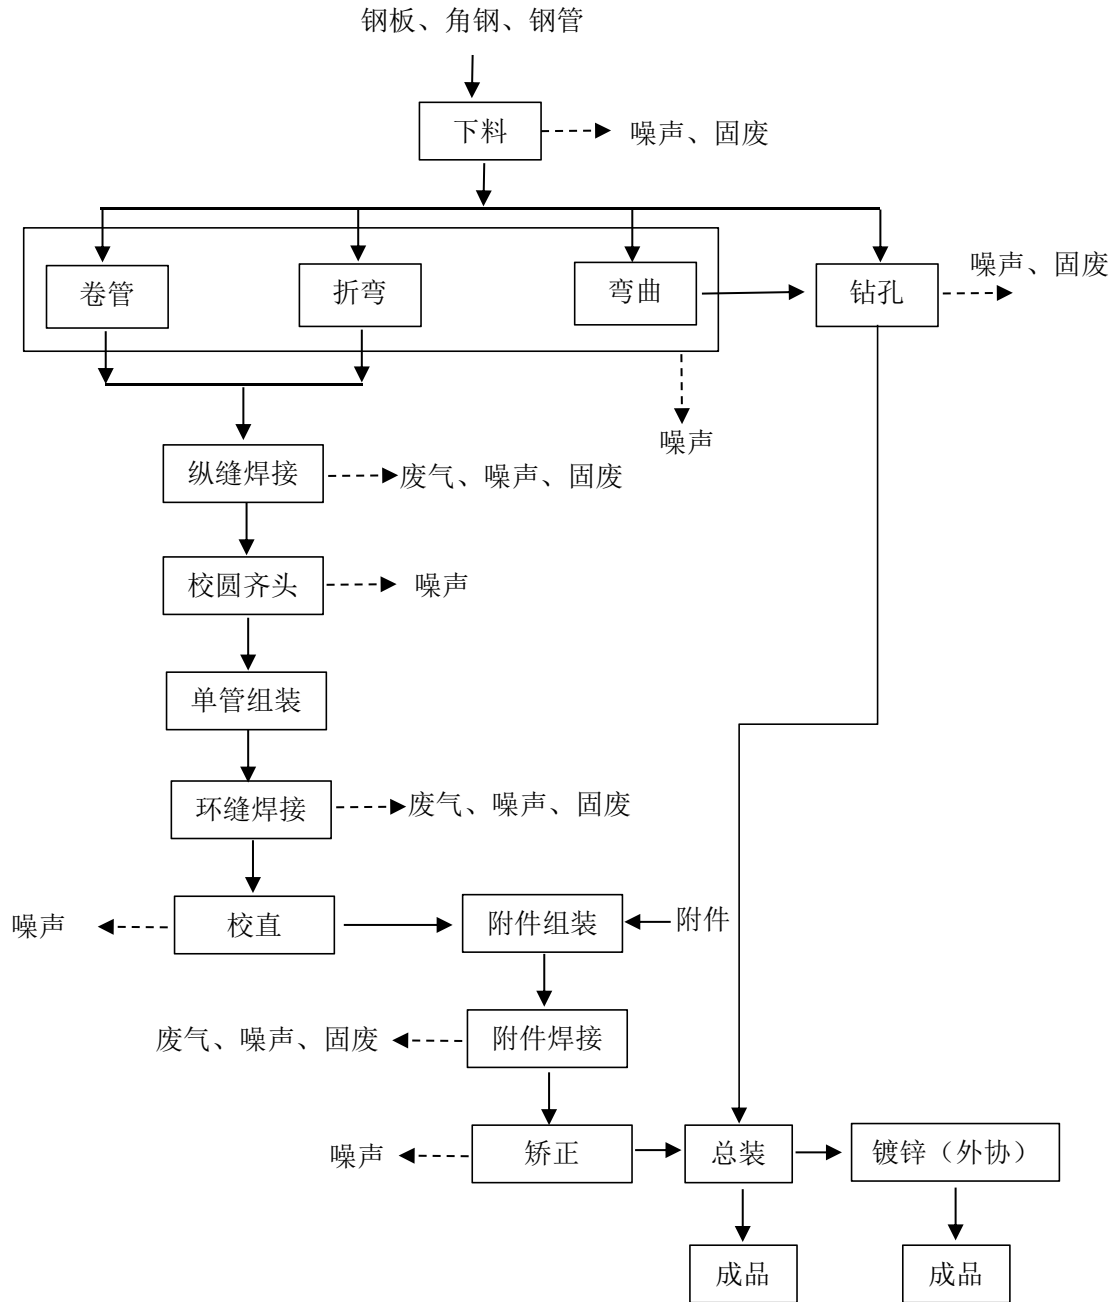 钢板、角钢、钢管
下料
噪声、固废
卷管
折弯
弯曲
钻孔
噪声、固废
噪声
纵缝焊接
废气、噪声、固废
校圆齐头
噪声
单管组装
环缝焊接
废气、噪声、固废
噪声
校直
附件组装
附件
废气、噪声、固废
附件焊接
噪声
矫正
总装
镀锌（外协）
成品
成品